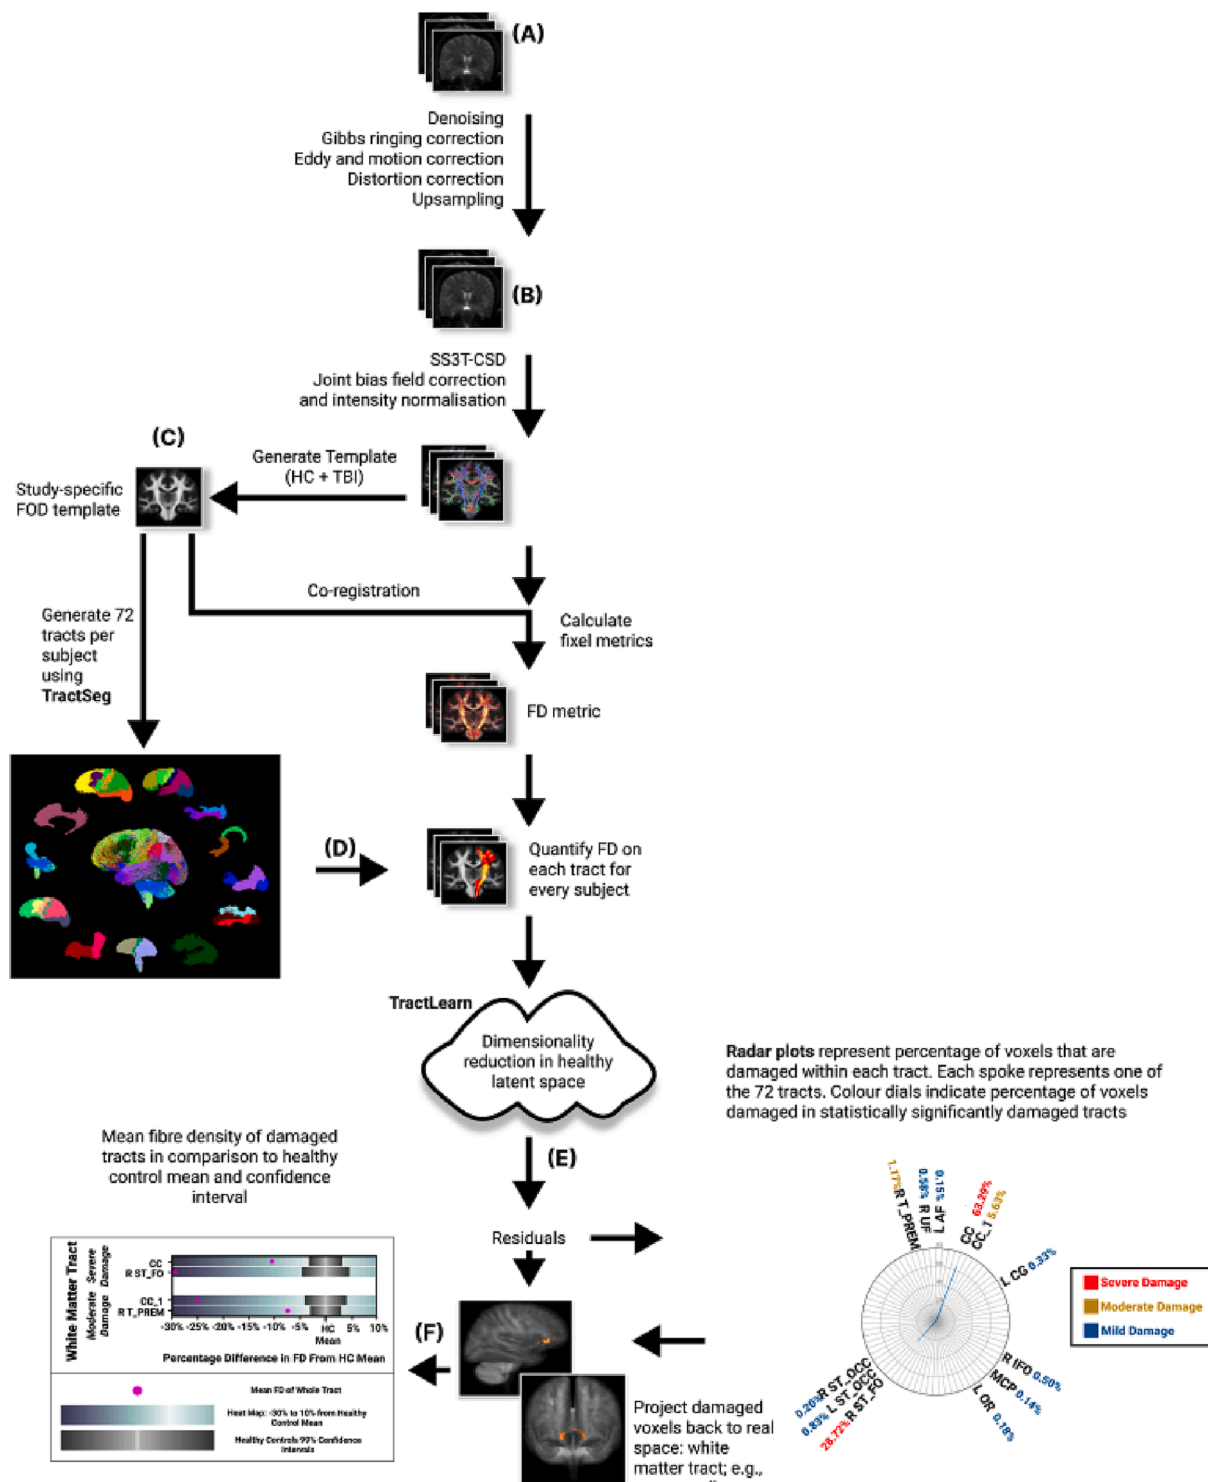 (A)
Denoising
Gibbs ringing correction
Eddy and motion correction
Distortion correction
Upsampling
(B)
SS3T-CSD
Joint bias field correction
and intensity normalisation
(C)
Generate Template
(HC + TBI)
Study-specific
FOD template
Co-registration
Generate 72
tracts per
subject
using
TractSeg
Calculate
fixel metrics
FD metric
(D)
Quantify FD on
each tract for
every subject
TractLearn
Dimensionality
reduction in healthy
latent space
Radar plots represent percentage of voxels that are
damaged within each tract. Each spoke represents one of
the 72 tracts. Colour dials indicate percentage of voxels
damaged in statistically significantly damaged tracts
Mean fibre density of damaged
tracts in comparison to healthy
control mean and confidence
interval
(E)
Residuals
1.17% R T_PREM
0.58% R UF
0.15% L AF
CC 63.29%
CC_1 5.63%
L CG 0.33%
R IFO 0.50%
MCP 0.14%
L OR 0.18%
0.20% R ST_OCC
0.83% L ST_OCC
28.72% R ST_FO
Severe Damage
Moderate Damage
Mild Damage
White Matter Tract
Severe Damage
CC
R ST_FO
Moderate Damage
CC_1
R T_PREM
-30% -25% -20% -15% -10% -5% HC Mean 5% 10%
Percentage Difference in FD From HC Mean
Mean FD of Whole Tract
Heat Map: -30% to 10% from Healthy
Control Mean
Healthy Controls 99% Confidence
Intervals
(F)
Project damaged
voxels back to real
space: white
matter tract; e.g.,